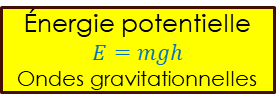 Énergie potentielle
E = mgh
Ondes gravitationnelles